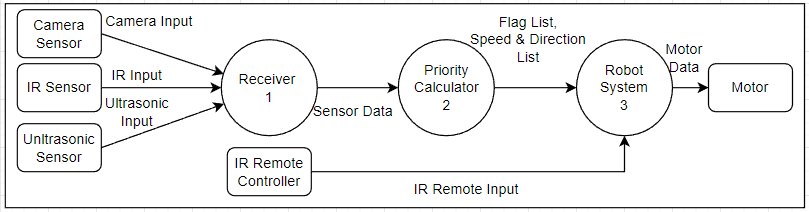 Camera
Sensor
Camera Input
IR Sensor
IR Input
Ultrasonic
Input
Unltrasonic
Sensor
Receiver
1
Sensor Data
Priority
Calculator
2
Flag List,
Speed & Direction
List
Robot
System
3
Motor
Data
Motor
IR Remote
Controller
IR Remote Input